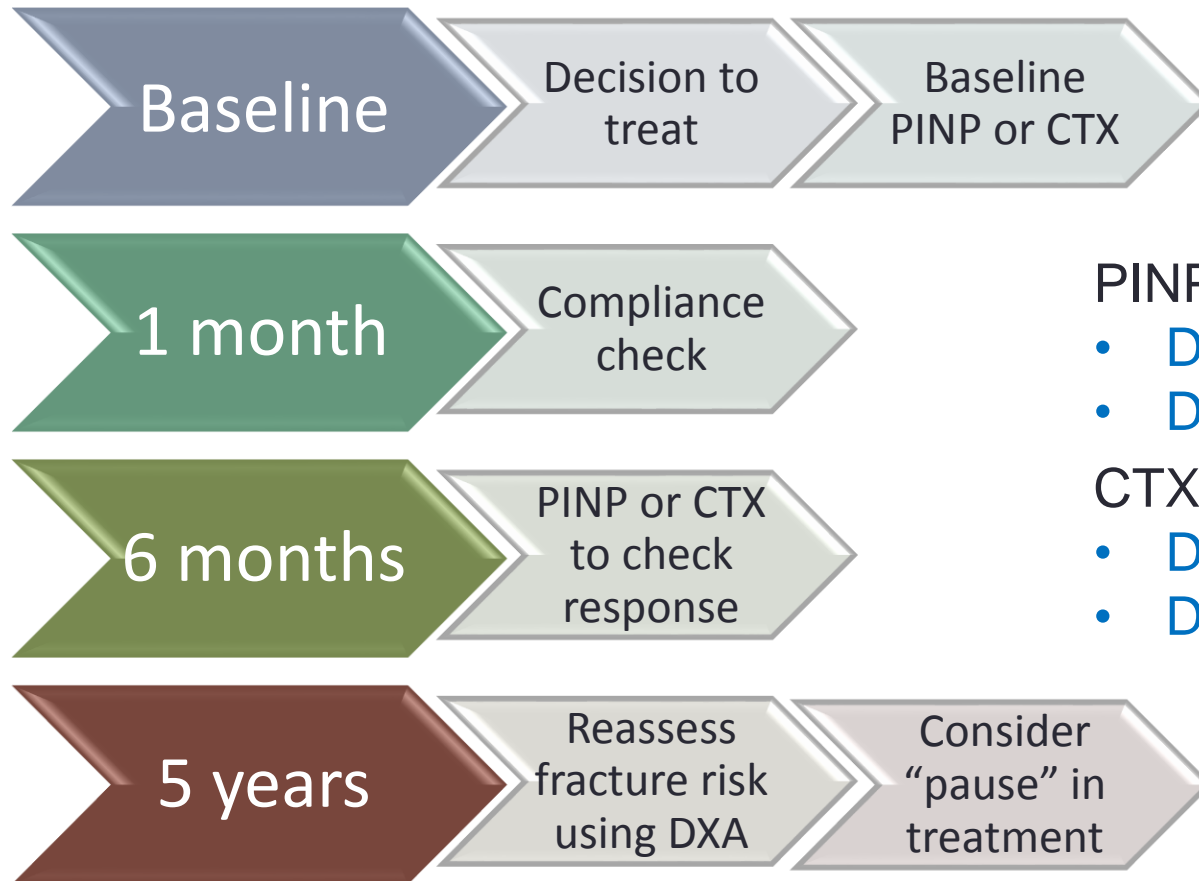 Baseline
Decision to
treat
Baseline
PINP or CTX
1 month
Compliance
check
6 months
PINP or CTX
to check
response
5 years
Reassess
fracture risk
using DXA
Consider
“pause” in
treatment
PINP
• D
• D
CTX
• D
• D